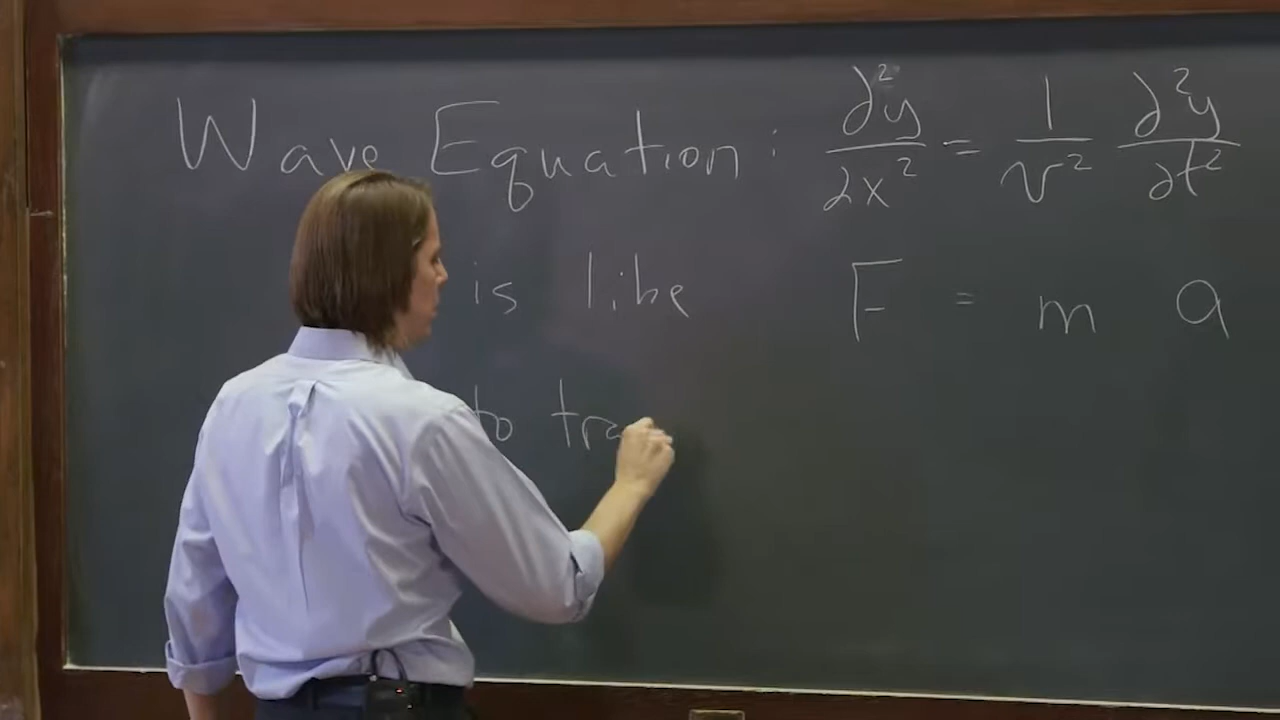 Wave Equation: ∂²y/∂x² = 1/v² ∂²y/∂t²
is like F = m a
to tra